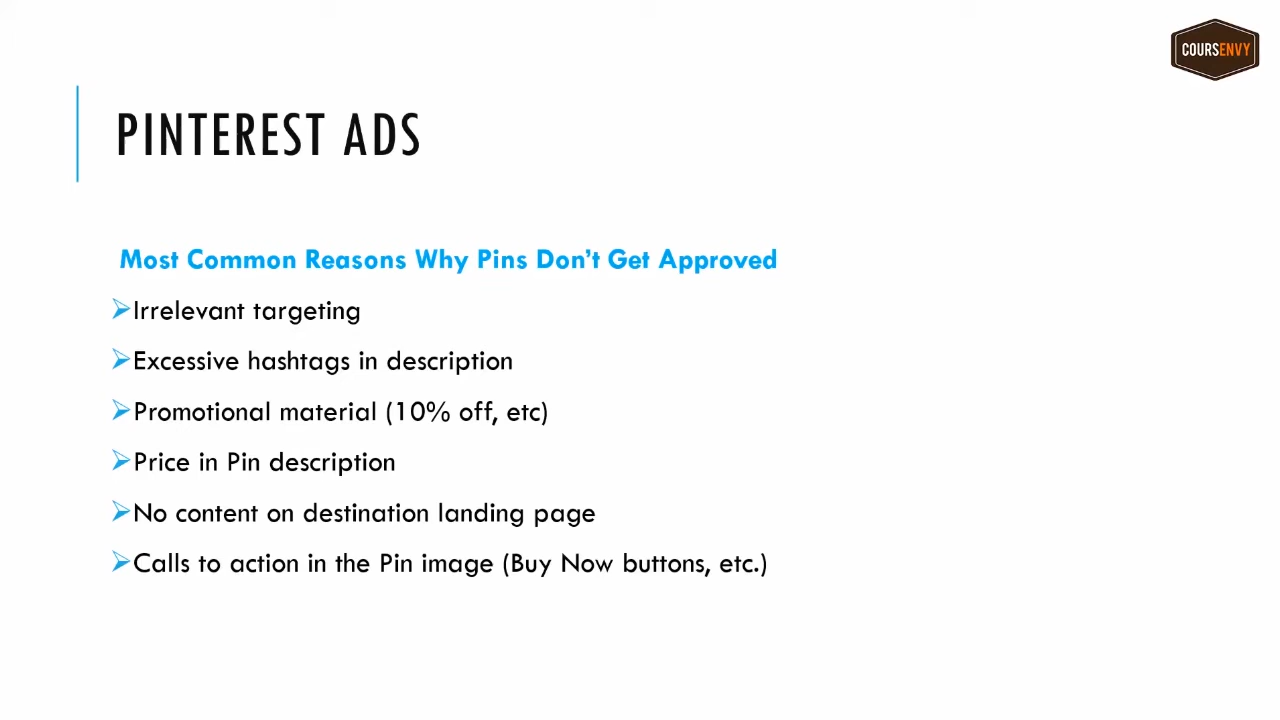 COURSENVY
PINTEREST ADS
Most Common Reasons Why Pins Don't Get Approved
Irrelevant targeting
Excessive hashtags in description
Promotional material (10% off, etc)
Price in Pin description
No content on destination landing page
Calls to action in the Pin image (Buy Now buttons, etc.)